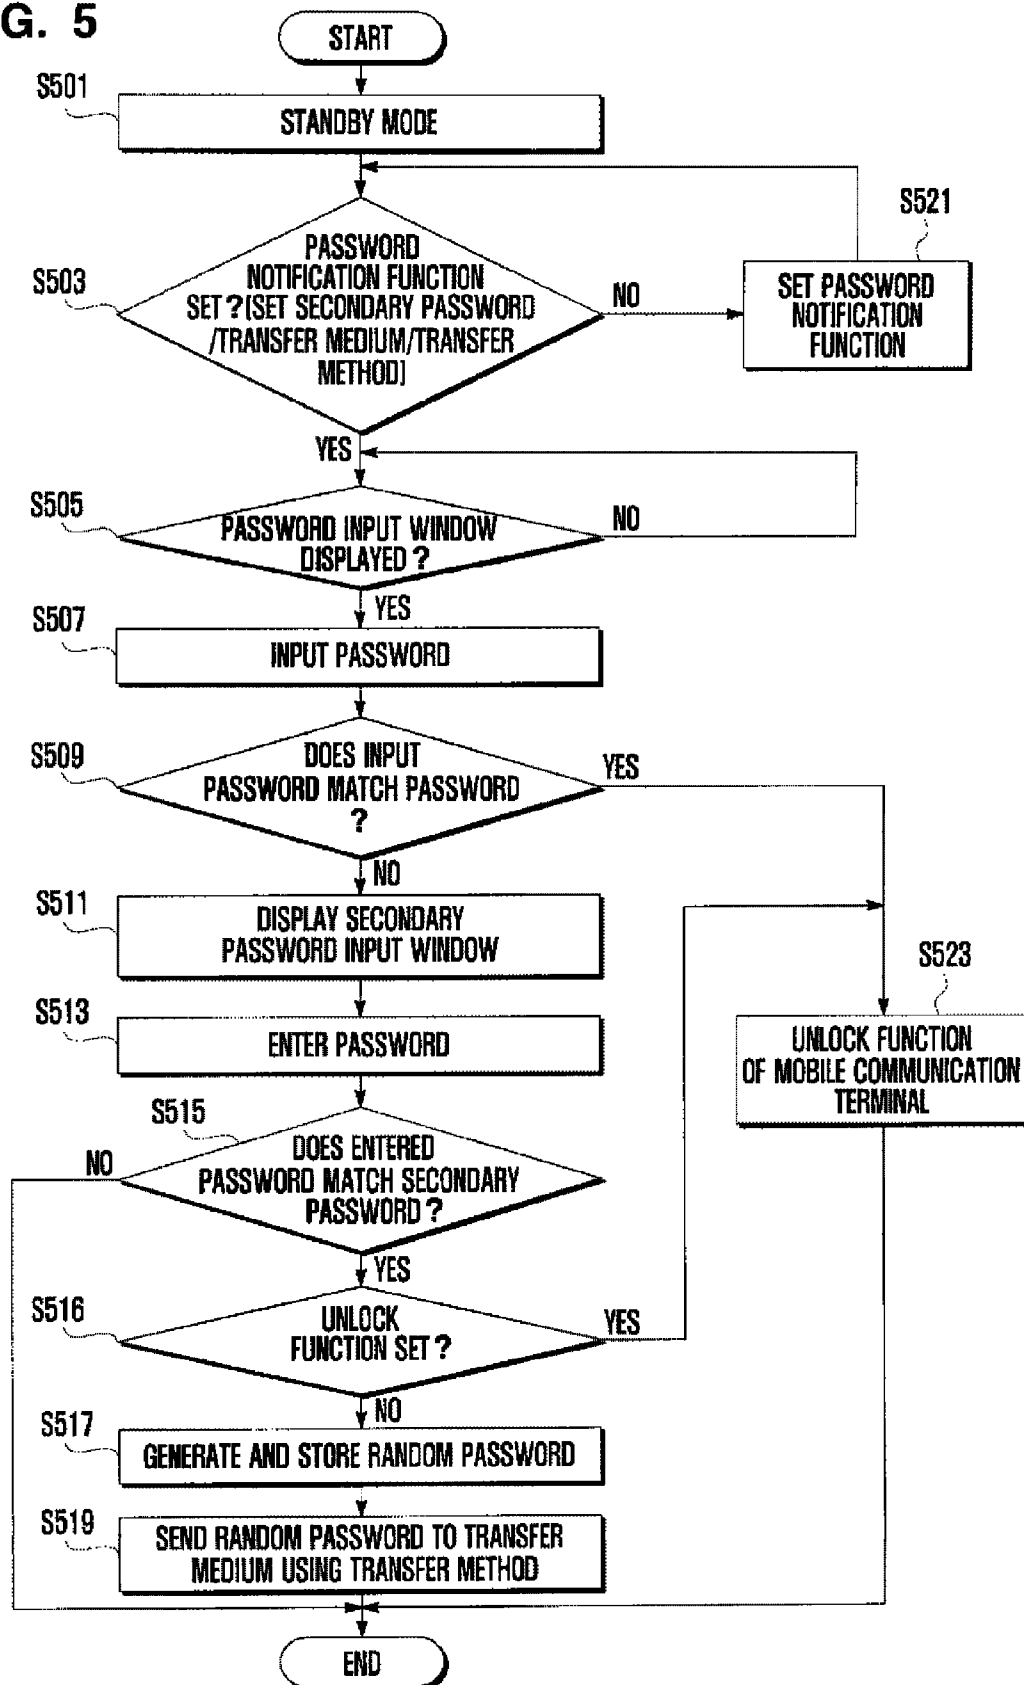 G. 5
START
S501
STANDBY MODE
S521
S503
PASSWORD
NOTIFICATION FUNCTION
SET?(SET SECONDARY PASSWORD
/TRANSFER MEDIUM/TRANSFER
METHOD)
NO
SET PASSWORD
NOTIFICATION
FUNCTION
YES
S505
PASSWORD INPUT WINDOW
DISPLAYED?
NO
YES
S507
INPUT PASSWORD
S509
DOES INPUT
PASSWORD MATCH PASSWORD
?
YES
NO
S511
DISPLAY SECONDARY
PASSWORD INPUT WINDOW
S523
S513
ENTER PASSWORD
UNLOCK FUNCTION
OF MOBILE COMMUNICATION
TERMINAL
S515
NO
DOES ENTERED
PASSWORD MATCH SECONDARY
PASSWORD?
YES
S516
UNLOCK
FUNCTION SET?
YES
NO
S517
GENERATE AND STORE RANDOM PASSWORD
S519
SEND RANDOM PASSWORD TO TRANSFER
MEDIUM USING TRANSFER METHOD
END